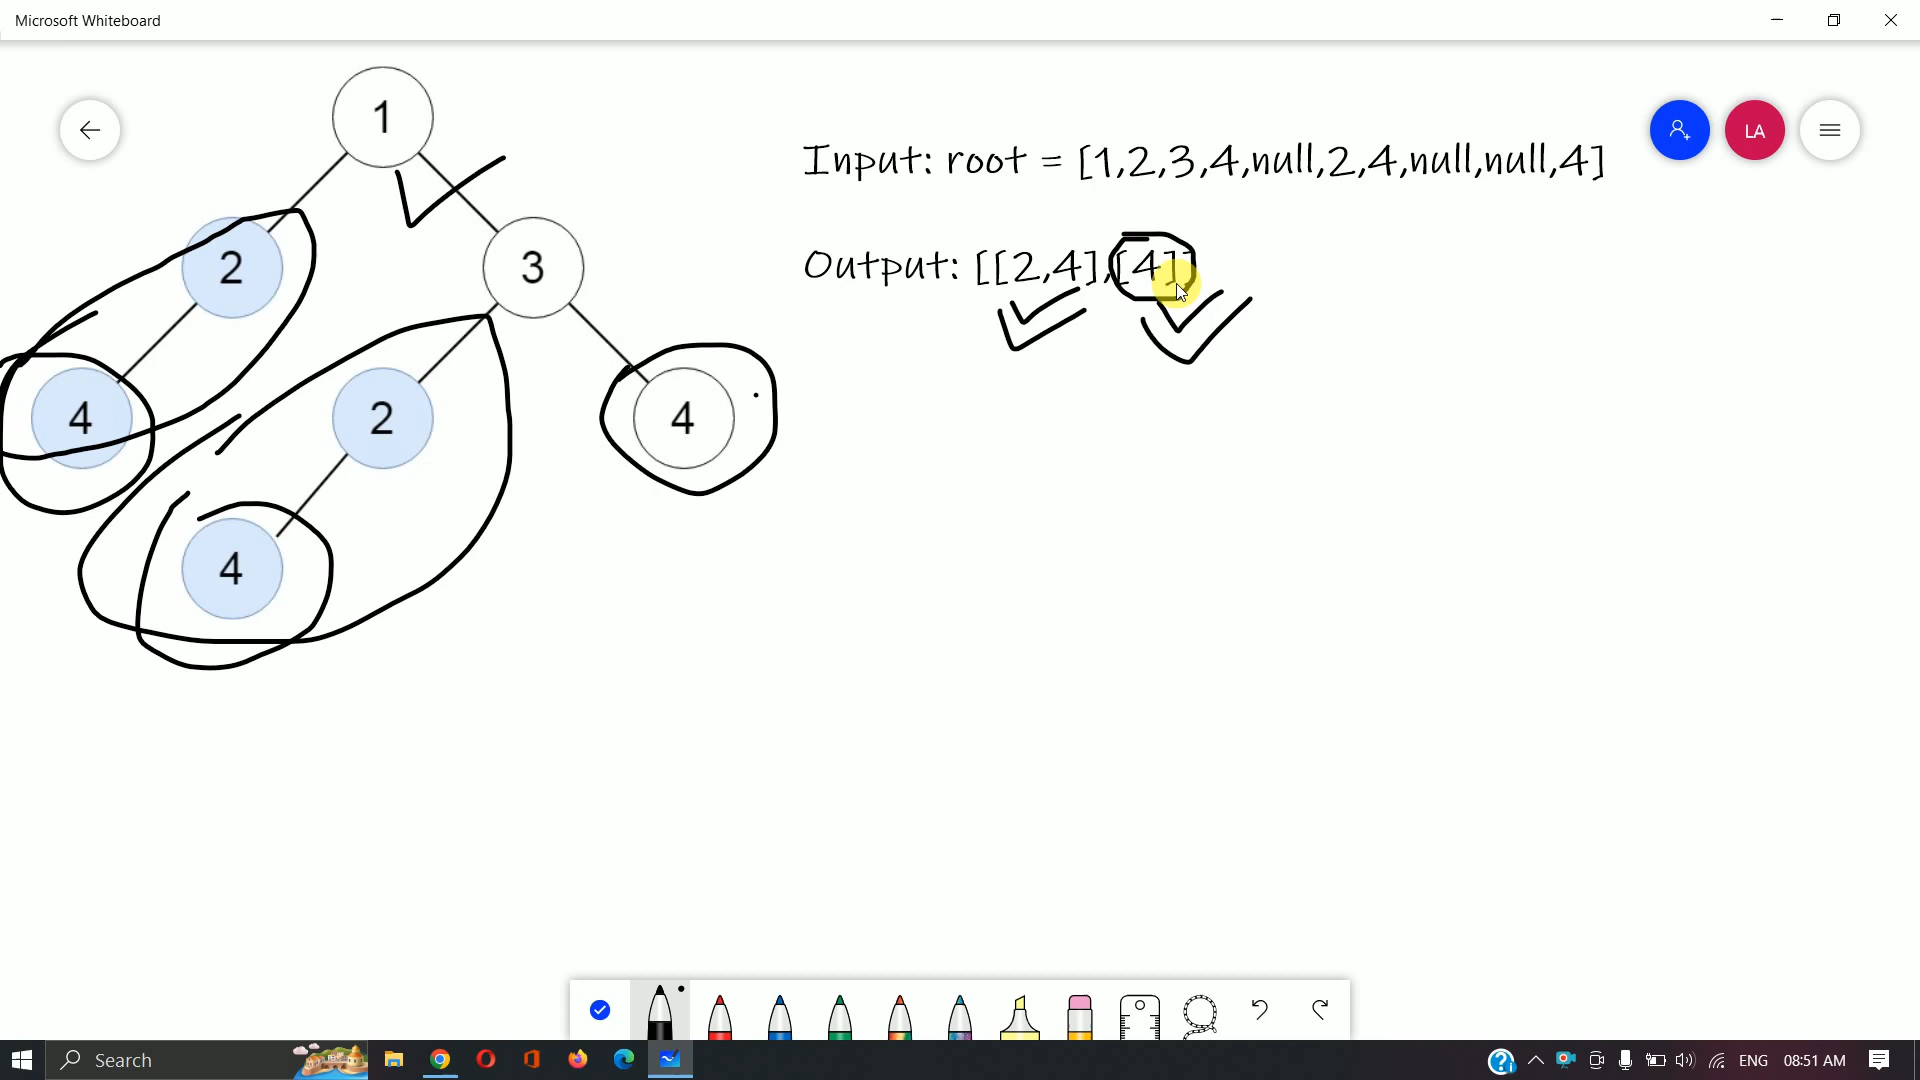 Microsoft Whiteboard
1
2
3
4
2
4
4
Input: root = [1,2,3,4,null,2,4,null,null,4]
Output: [[2,4],[4]]
LA
Search
ENG
08:51 AM